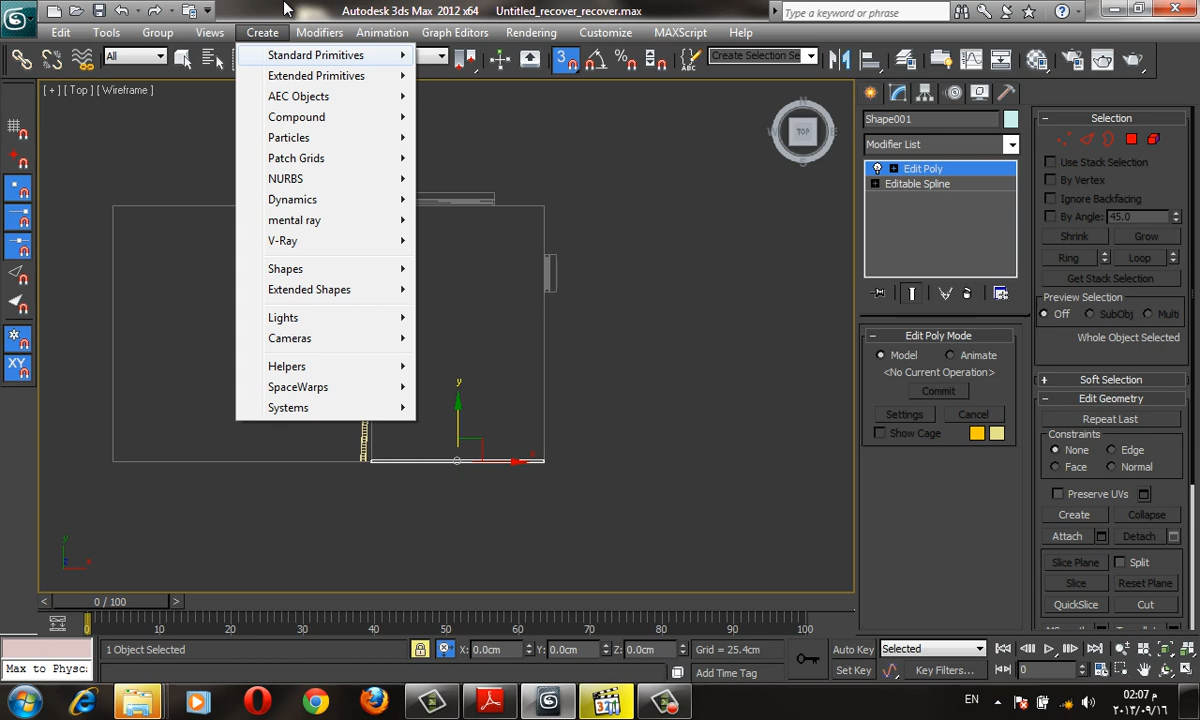 Autodesk 3ds Max 2012 x64 Untitled_recover_recover.max
Type a keyword or phrase
Edit Tools Group Views Create Modifiers Animation Graph Editors Rendering Customize MAXScript Help
All
3
Create Selection Se
Standard Primitives
Extended Primitives
AEC Objects
Compound
Particles
Patch Grids
NURBS
Dynamics
mental ray
V-Ray
Shapes
Extended Shapes
Lights
Cameras
Helpers
SpaceWarps
Systems
[ + ] [ Top ] [ Wireframe ]
TOP
y
y
XY
Shape001
Modifier List
Edit Poly
Editable Spline
Edit Poly Mode
Model Animate
<No Current Operation>
Commit
Settings Cancel
Show Cage
Selection
Use Stack Selection
By Vertex
Ignore Backfacing
By Angle: 45.0
Shrink Grow
Ring Loop
Get Stack Selection
Preview Selection
Off SubObj Multi
Whole Object Selected
Soft Selection
Edit Geometry
Repeat Last
Constraints
None Edge
Face Normal
Preserve UVs
Create Collapse
Attach Detach
Slice Plane Split
Slice Reset Plane
QuickSlice Cut
< 0 / 100 >
0 10 20 30 40 50 60 70 80 90 100
1 Object Selected X: 0.0cm Y: 0.0cm Z: 0.0cm Grid = 25.4cm Auto Key Selected
Max to Physc Add Time Tag Set Key Key Filters... 0
EN
02:07 م
٢٠١٣/٠٩/١٦